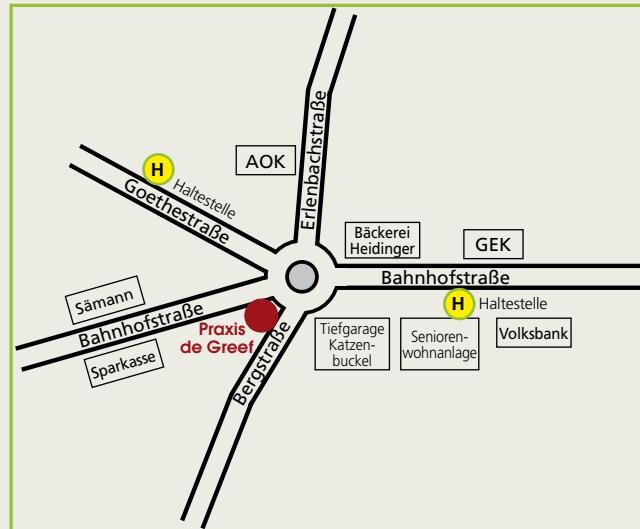 Erlenbachstraße
AOK
H
Haltestelle
Goethestraße
Bäckerei
Heidinger
GEK
Bahnhofstraße
H
Haltestelle
Sämann
Bahnhofstraße
Sparkasse
Praxis
de Greef
Bergstraße
Tiefgarage
Katzen-
buckel
Senioren-
wohnanlage
Volksbank